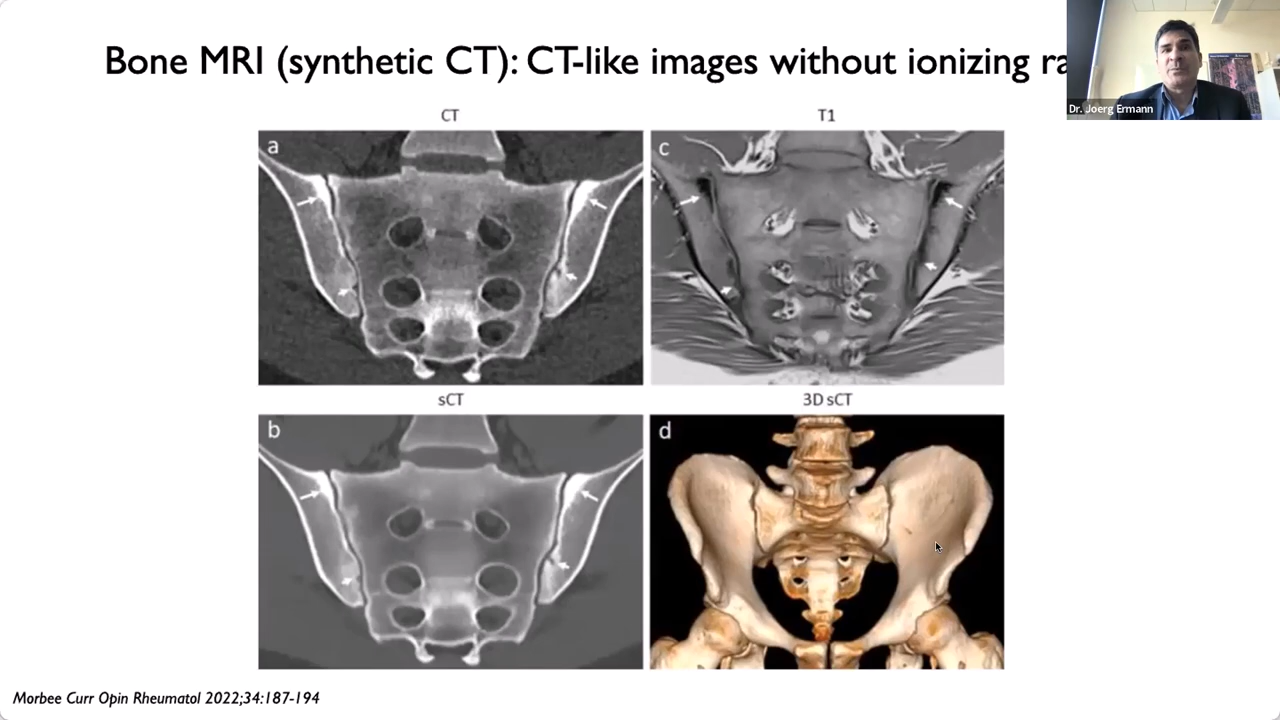 Bone MRI (synthetic CT): CT-like images without ionizing
Dr. Joerg Ermann
CT
T1
a
c
sCT
3D sCT
b
d
Morbee Curr Opin Rheumatol 2022;34:187-194